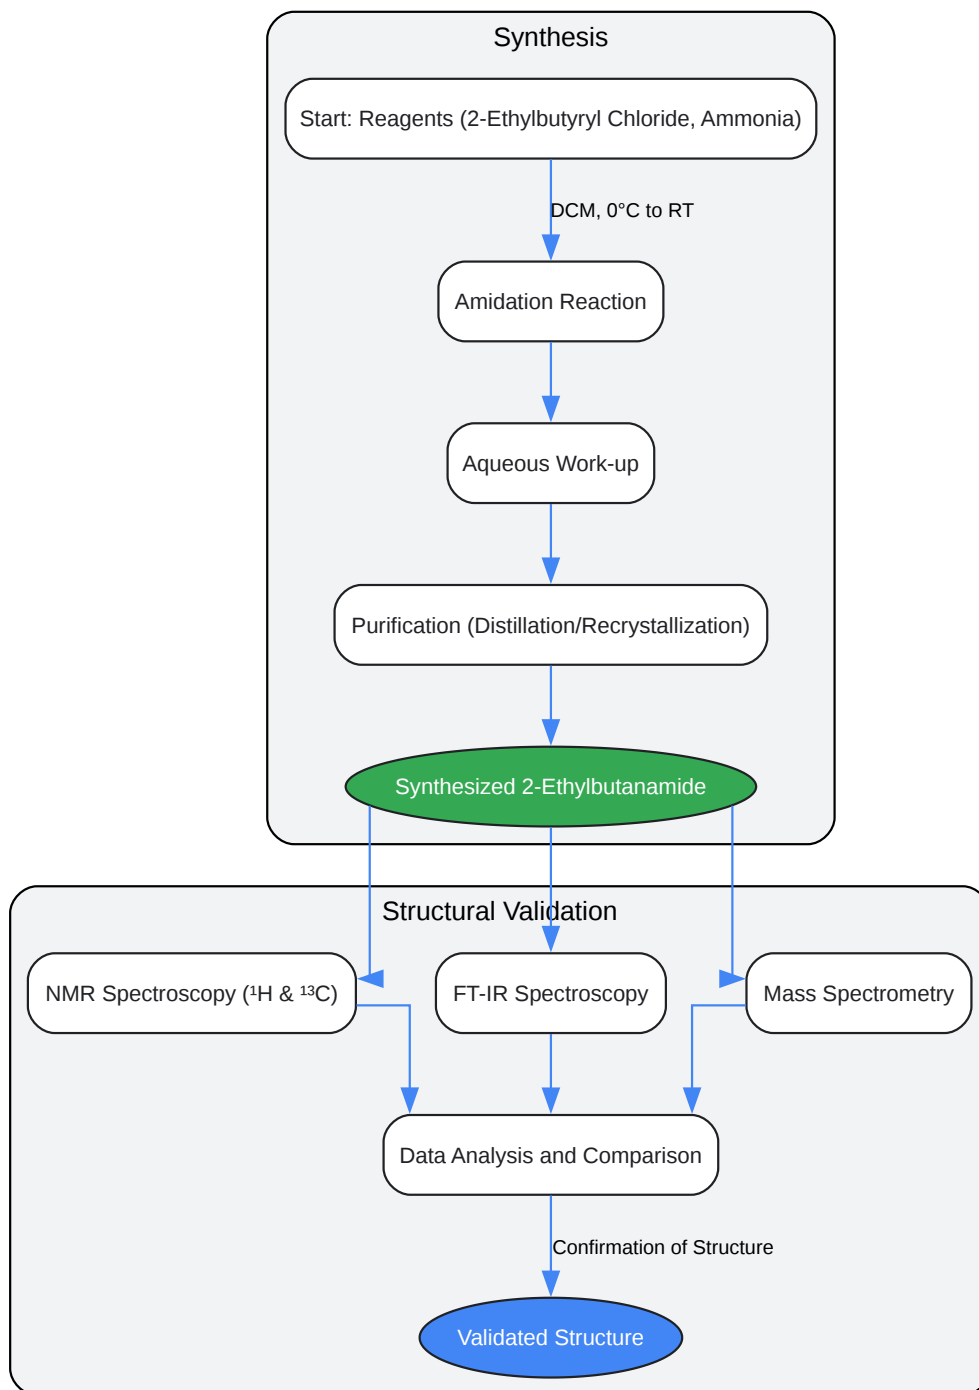 Synthesis
Start: Reagents (2-Ethylbutyryl Chloride, Ammonia)
DCM, 0°C to RT
Amidation Reaction
Aqueous Work-up
Purification (Distillation/Recrystallization)
Synthesized 2-Ethylbutanamide
Structural Validation
NMR Spectroscopy (¹H & ¹³C)
FT-IR Spectroscopy
Mass Spectrometry
Data Analysis and Comparison
Confirmation of Structure
Validated Structure